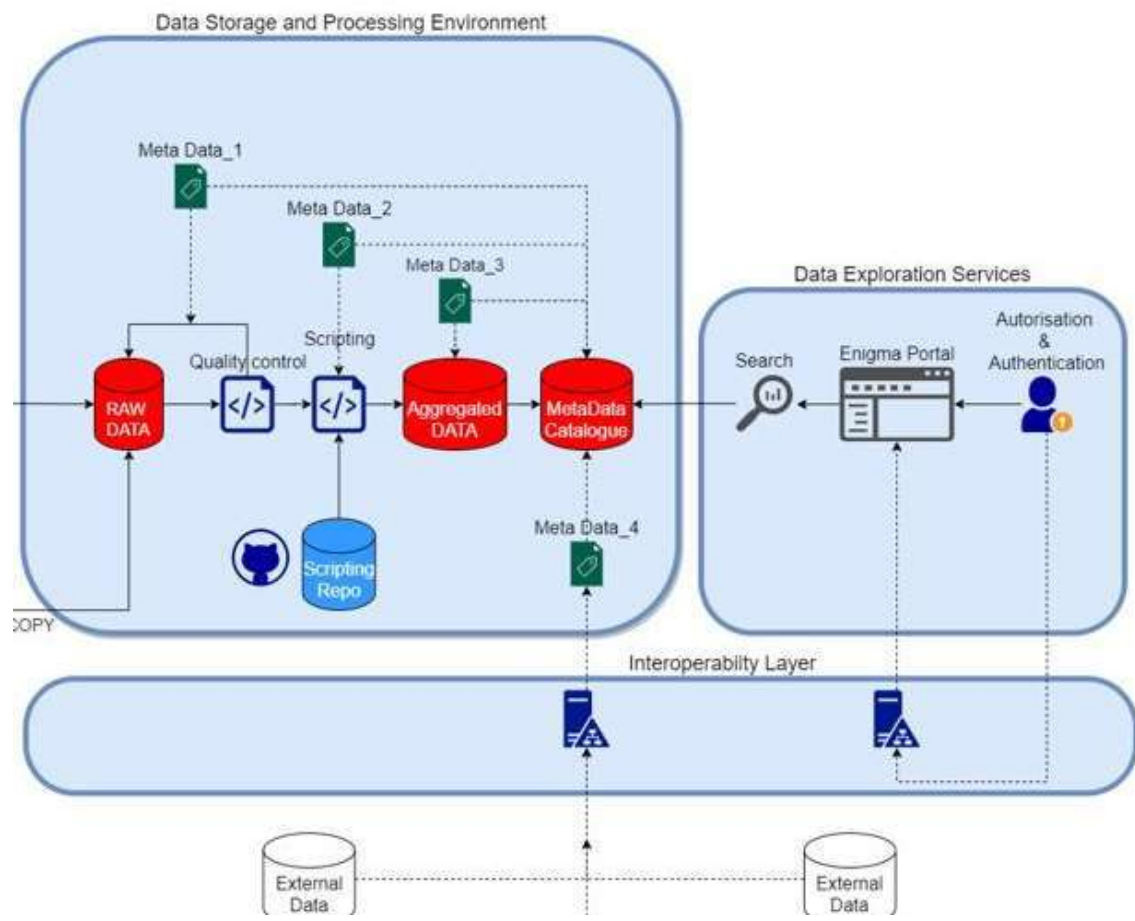 Data Storage and Processing Environment
Meta Data_1
Meta Data_2
Meta Data_3
Scripting
Quality control
RAW
DATA
</>
</>
Aggregated
DATA
MetaData
Catalogue
Scripting
Repo
Meta Data_4
COPY
Data Exploration Services
Search
Enigma Portal
Autorisation
&
Authentication
Interoperabilty Layer
External
Data
External
Data